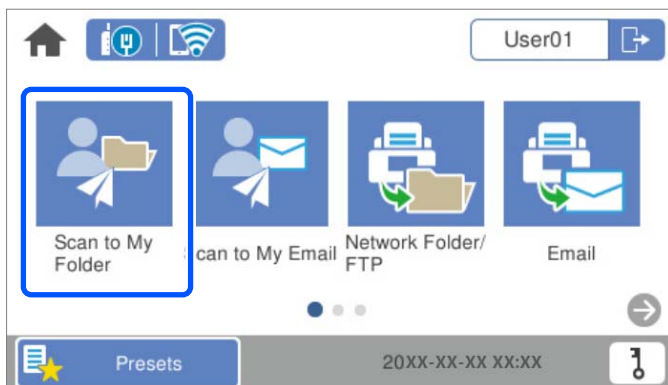 User01
Scan to My
Folder
can to My Email
Network Folder/
FTP
Email
Presets
20XX-XX-XX XX:XX